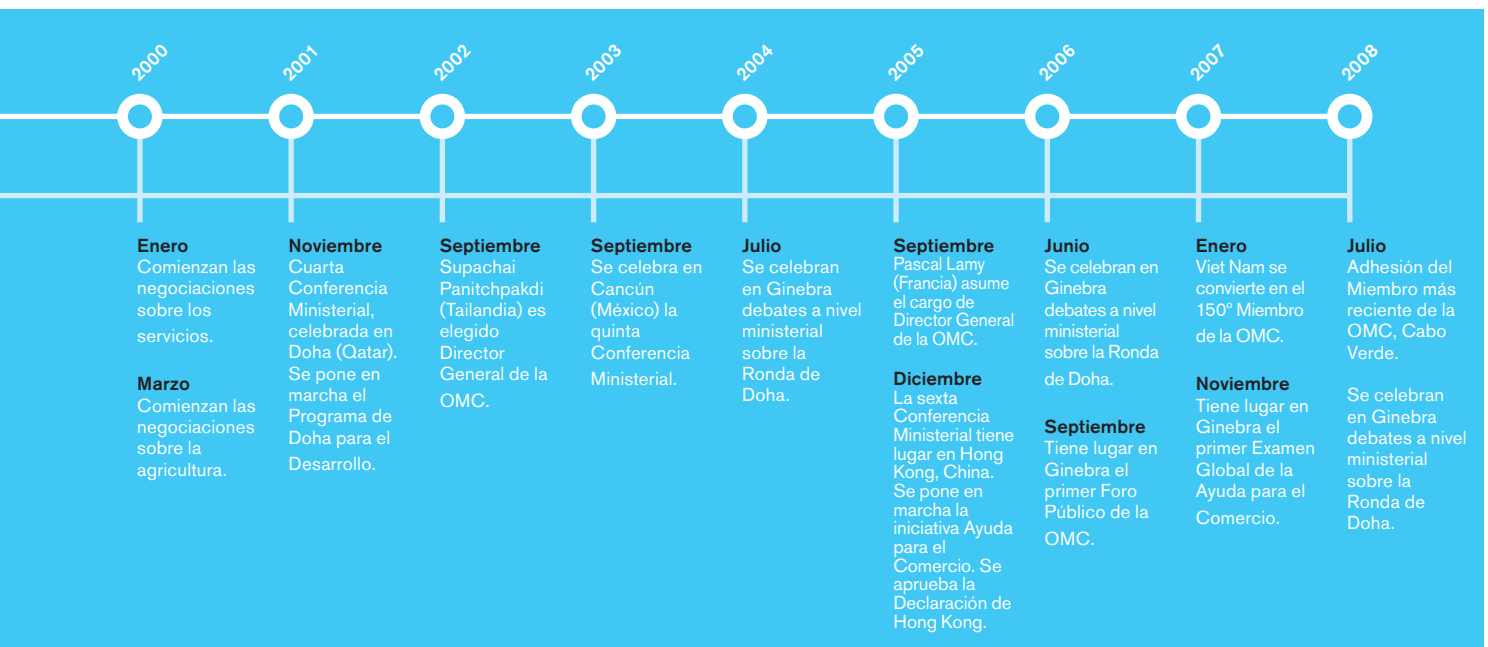 2000
2001
2002
2003
2004
2005
2006
2007
2008
Enero
Comienzan las
negociaciones
sobre los
servicios.
Marzo
Comienzan las
negociaciones
sobre la
agricultura.
Noviembre
Cuarta
Conferencia
Ministerial,
celebrada en
Doha (Qatar).
Se pone en
marcha el
Programa de
Doha para el
Desarrollo.
Septiembre
Supachai
Panitchpakdi
(Tailandia) es
elegido
Director
General de la
OMC.
Septiembre
Se celebra en
Cancún
(México) la
quinta
Conferencia
Ministerial.
Julio
Se celebran
en Ginebra
debates a nivel
ministerial
sobre la
Ronda de
Doha.
Septiembre
Pascal Lamy
(Francia) asume
el cargo de
Director General
de la OMC.
Diciembre
La sexta
Conferencia
Ministerial tiene
lugar en Hong
Kong, China.
Se pone en
marcha la
iniciativa Ayuda
para el
Comercio. Se
aprueba la
Declaración de
Hong Kong.
Junio
Se celebran en
Ginebra
debates a nivel
ministerial
sobre la Ronda
de Doha.
Septiembre
Tiene lugar en
Ginebra el
primer Foro
Público de la
OMC.
Enero
Viet Nam se
convierte en el
150º Miembro
de la OMC.
Noviembre
Tiene lugar en
Ginebra el
primer Examen
Global de la
Ayuda para el
Comercio.
Julio
Adhesión del
Miembro más
reciente de la
OMC, Cabo
Verde.
Se celebran
en Ginebra
debates a nivel
ministerial
sobre la
Ronda de
Doha.